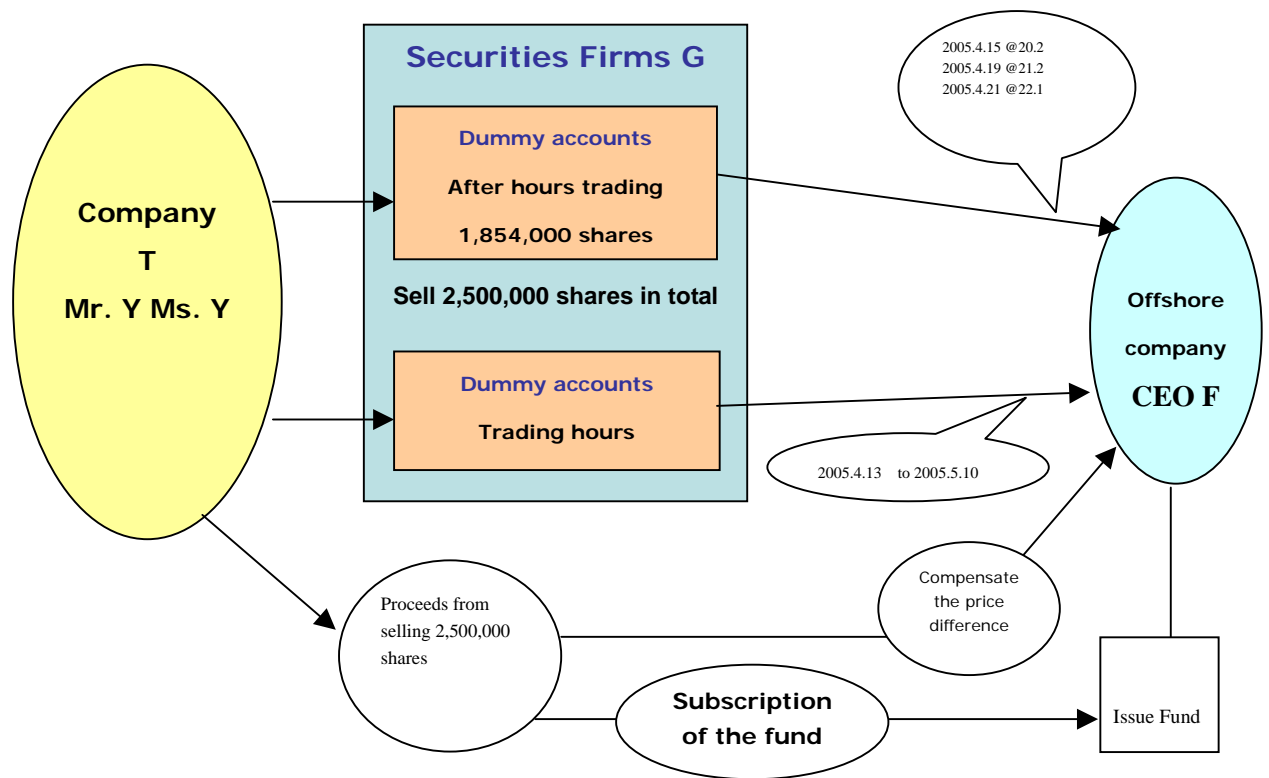 Securities Firms G
Dummy accounts
After hours trading
1,854,000 shares
Sell 2,500,000 shares in total
Dummy accounts
Trading hours
Company
T
Mr. Y Ms. Y
2005.4.15 @20.2
2005.4.19 @21.2
2005.4.21 @22.1
Offshore
company
CEO F
2005.4.13 to 2005.5.10
Proceeds from
selling 2,500,000
shares
Compensate
the price
difference
Subscription
of the fund
Issue Fund